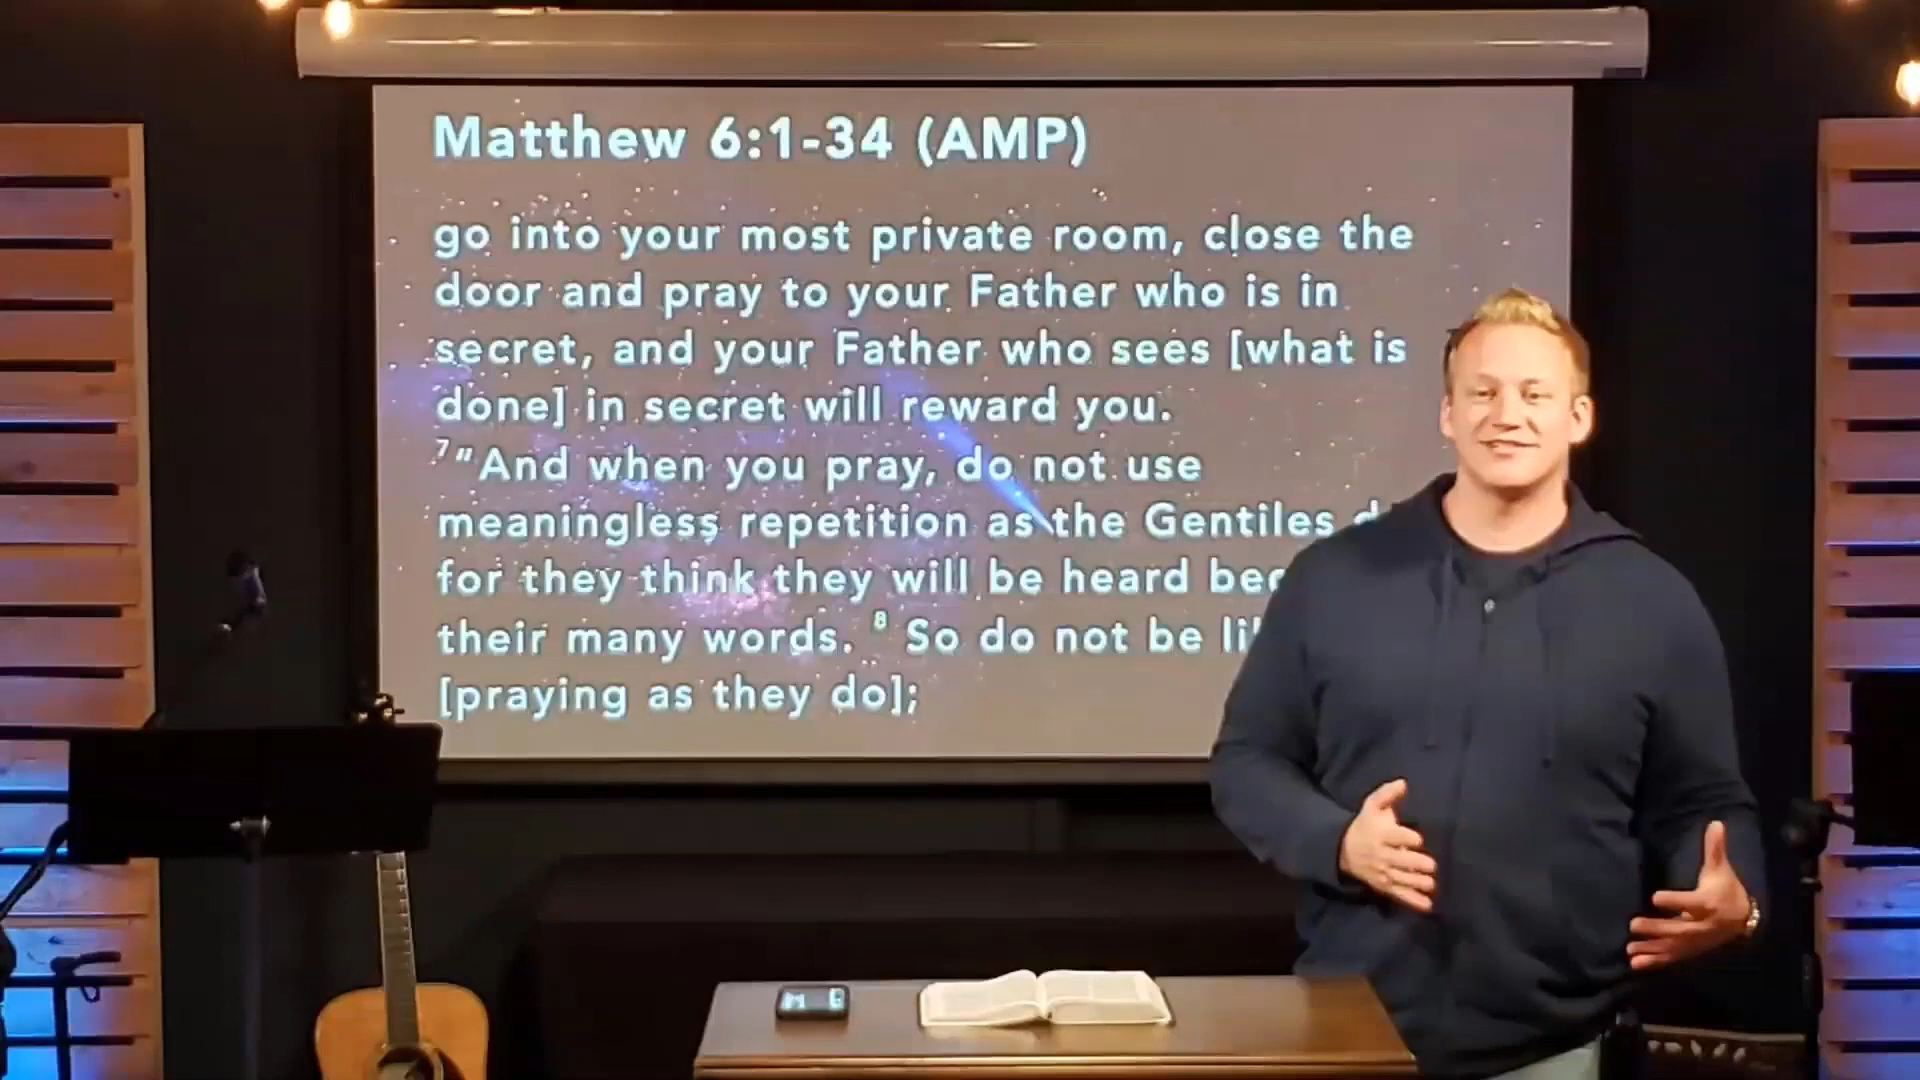 Matthew 6:1-34 (AMP)
go into your most private room, close the
door and pray to your Father who is in
secret, and your Father who sees [what is
done] in secret will reward you.
⁷"And when you pray, do not use
meaningless repetition as the Gentiles
for they think they will be heard
their many words. ⁸ So do not be
[praying as they do];